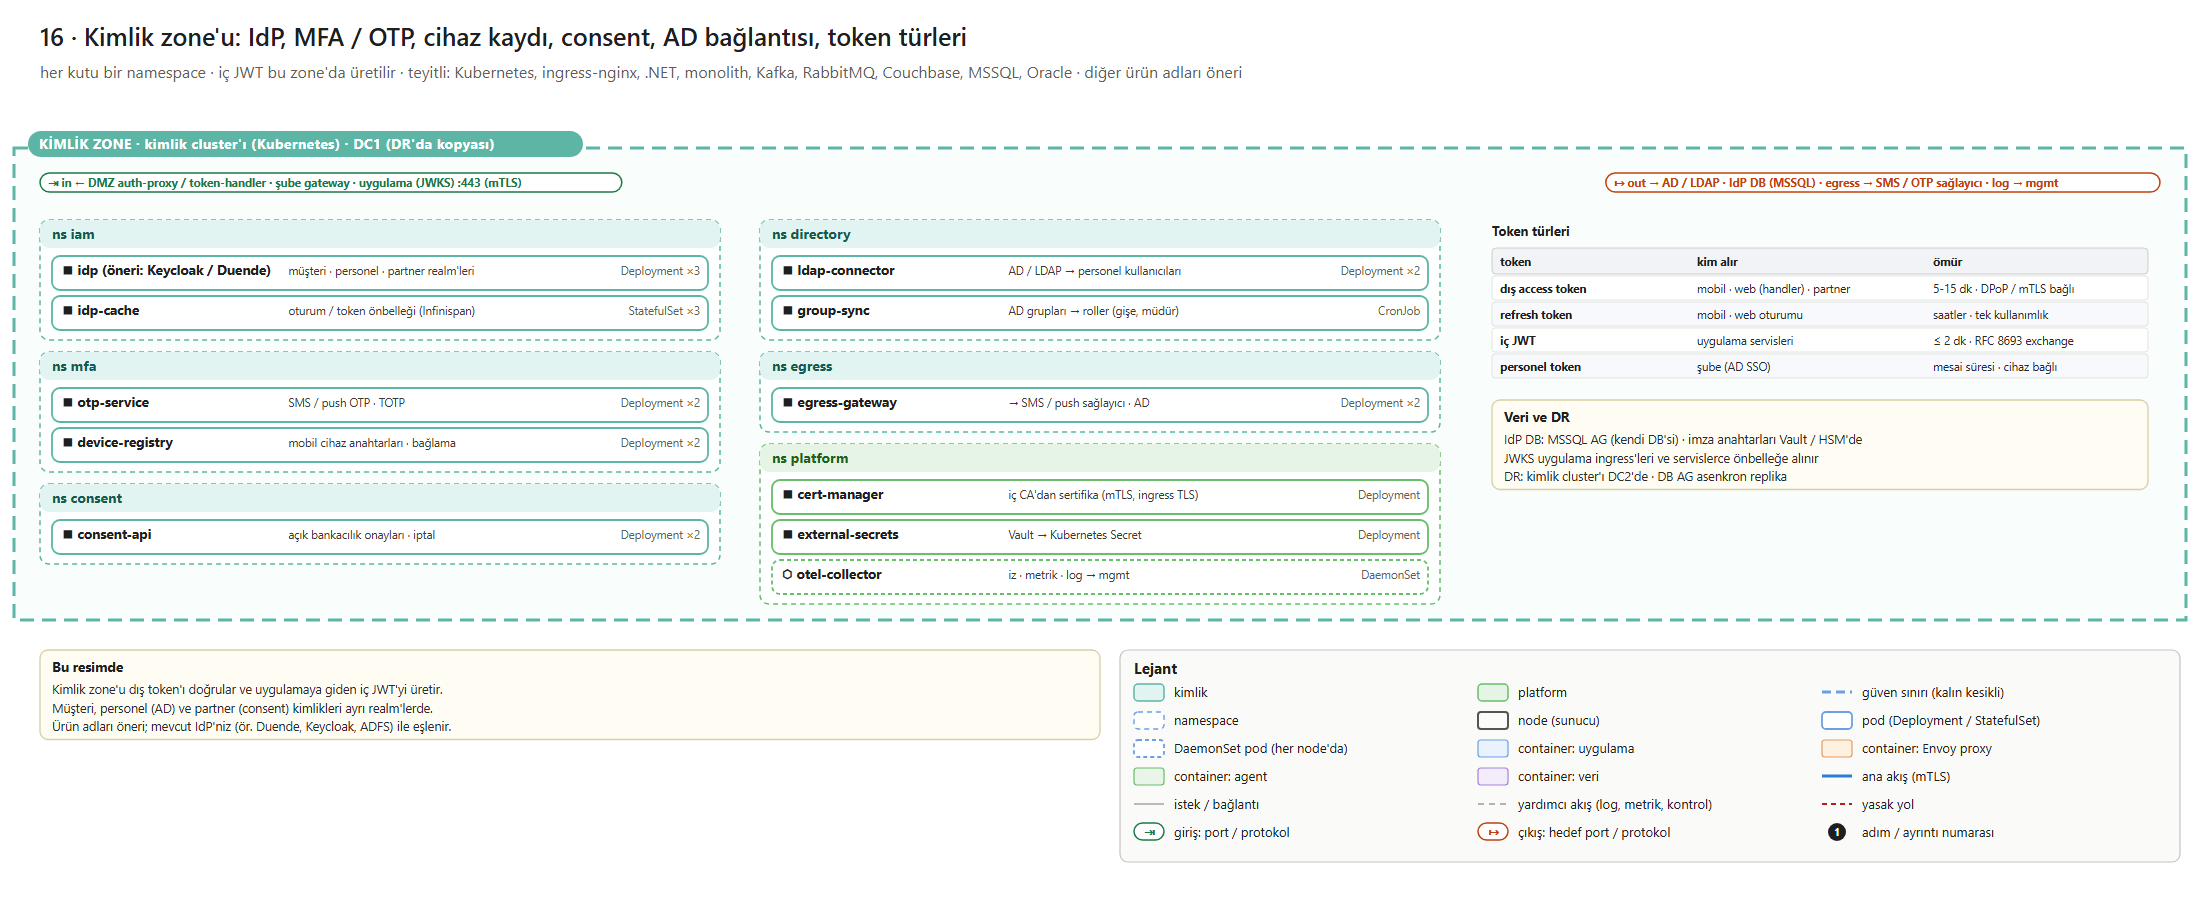 16 · Kimlik zone'u: IdP, MFA / OTP, cihaz kaydı, consent, AD bağlantısı, token türleri
her kutu bir namespace · iç JWT bu zone'da üretilir · teyitli: Kubernetes, ingress-nginx, .NET, monolith, Kafka, RabbitMQ, Couchbase, MSSQL, Oracle · diğer ürün adları öneri
KİMLİK ZONE · kimlik cluster'ı (Kubernetes) · DC1 (DR'da kopyası)
⇥ in ← DMZ auth-proxy / token-handler · şube gateway · uygulama (JWKS) :443 (mTLS)
↦ out → AD / LDAP · IdP DB (MSSQL) · egress → SMS / OTP sağlayıcı · log → mgmt
ns iam
■ idp (öneri: Keycloak / Duende) müşteri · personel · partner realm'leri Deployment ×3
■ idp-cache oturum / token önbelleği (Infinispan) StatefulSet ×3
ns mfa
■ otp-service SMS / push OTP · TOTP Deployment ×2
■ device-registry mobil cihaz anahtarları · bağlama Deployment ×2
ns consent
■ consent-api açık bankacılık onayları · iptal Deployment ×2
ns directory
■ ldap-connector AD / LDAP → personel kullanıcıları Deployment ×2
■ group-sync AD grupları → roller (gişe, müdür) CronJob
ns egress
■ egress-gateway → SMS / push sağlayıcı · AD Deployment ×2
ns platform
■ cert-manager iç CA'dan sertifika (mTLS, ingress TLS) Deployment
■ external-secrets Vault → Kubernetes Secret Deployment
⬡ otel-collector iz · metrik · log → mgmt DaemonSet
Token türleri
token kim alır ömür
dış access token mobil · web (handler) · partner 5-15 dk · DPoP / mTLS bağlı
refresh token mobil · web oturumu saatler · tek kullanımlık
iç JWT uygulama servisleri ≤ 2 dk · RFC 8693 exchange
personel token şube (AD SSO) mesai süresi · cihaz bağlı
Veri ve DR
IdP DB: MSSQL AG (kendi DB'si) · imza anahtarları Vault / HSM'de
JWKS uygulama ingress'leri ve servislerce önbelleğe alınır
DR: kimlik cluster'ı DC2'de · DB AG asenkron replika
Bu resimde
Kimlik zone'u dış token'ı doğrular ve uygulamaya giden iç JWT'yi üretir.
Müşteri, personel (AD) ve partner (consent) kimlikleri ayrı realm'lerde.
Ürün adları öneri; mevcut IdP'niz (ör. Duende, Keycloak, ADFS) ile eşlenir.
Lejant
kimlik platform güven sınırı (kalın kesikli)
namespace node (sunucu) pod (Deployment / StatefulSet)
DaemonSet pod (her node'da) container: uygulama container: Envoy proxy
container: agent container: veri ana akış (mTLS)
istek / bağlantı yardımcı akış (log, metrik, kontrol) yasak yol
⇥ giriş: port / protokol ↦ çıkış: hedef port / protokol 1 adım / ayrıntı numarası